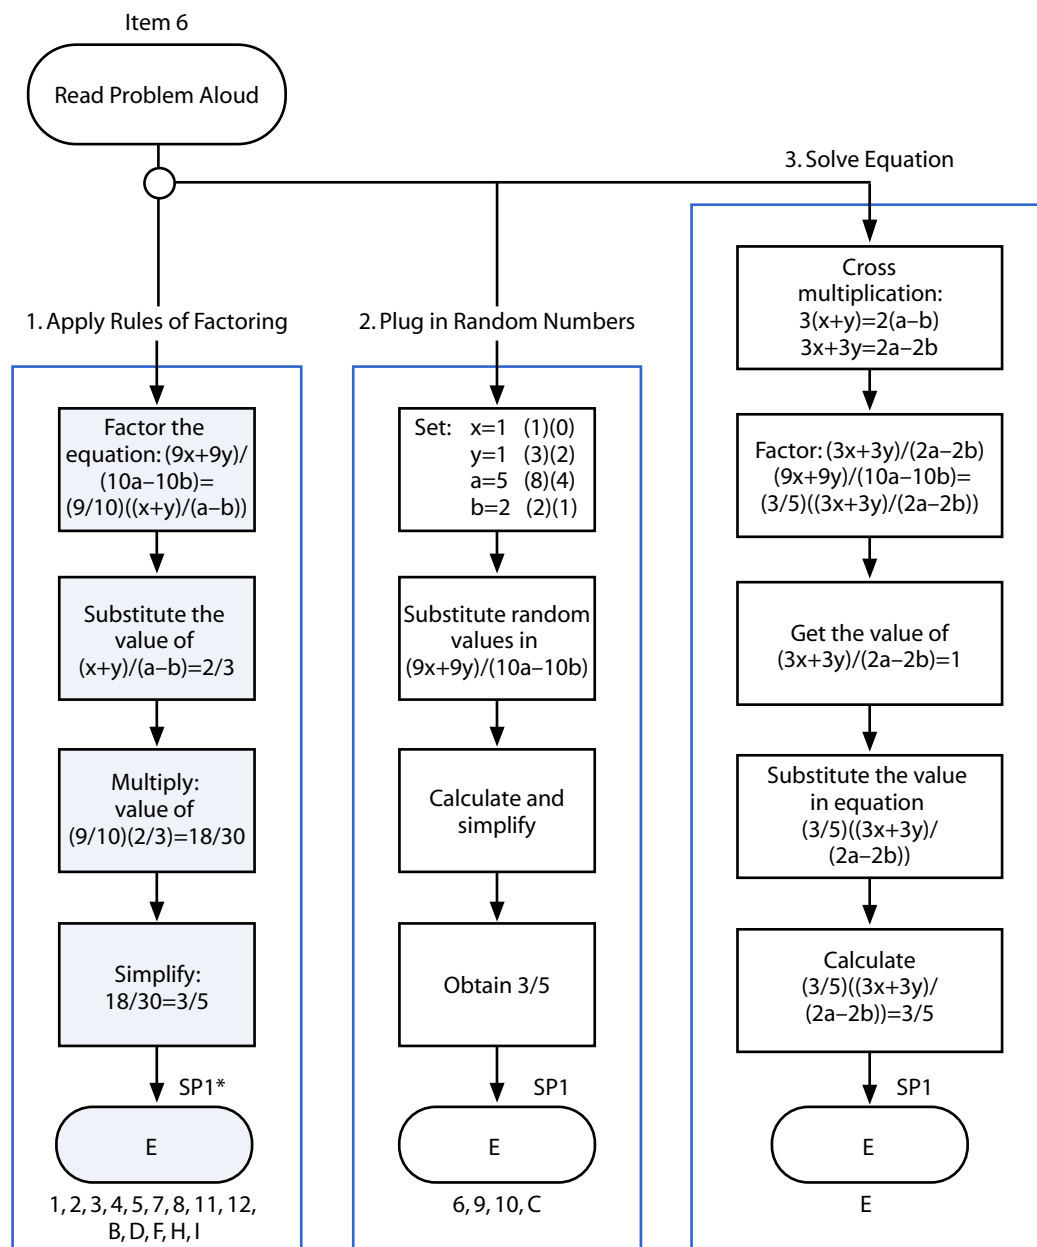 Item 6
Read Problem Aloud
3. Solve Equation
1. Apply Rules of Factoring
2. Plug in Random Numbers
Factor the
equation: (9x+9y)/
(10a–10b)=
(9/10)((x+y)/(a–b))
Substitute the
value of
(x+y)/(a–b)=2/3
Multiply:
value of
(9/10)(2/3)=18/30
Simplify:
18/30=3/5
SP1*
E
1, 2, 3, 4, 5, 7, 8, 11, 12,
B, D, F, H, I
Set: x=1 (1)(0)
y=1 (3)(2)
a=5 (8)(4)
b=2 (2)(1)
Substitute random
values in
(9x+9y)/(10a–10b)
Calculate and
simplify
Obtain 3/5
SP1
E
6, 9, 10, C
Cross
multiplication:
3(x+y)=2(a–b)
3x+3y=2a–2b
Factor: (3x+3y)/(2a–2b)
(9x+9y)/(10a–10b)=
(3/5)((3x+3y)/(2a–2b))
Get the value of
(3x+3y)/(2a–2b)=1
Substitute the value
in equation
(3/5)((3x+3y)/
(2a–2b))
Calculate
(3/5)((3x+3y)/
(2a–2b))=3/5
SP1
E
E